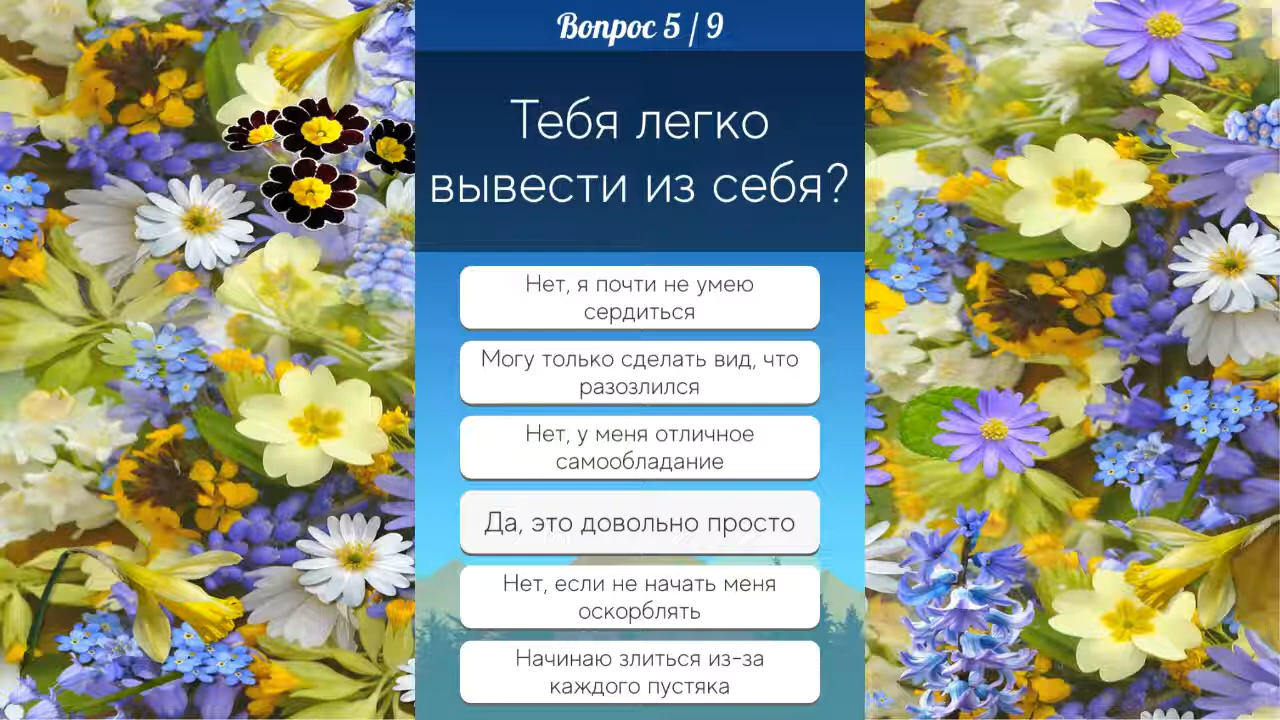 Вопрос 5 / 9
Тебя легко
вывести из себя?
Нет, я почти не умею
сердиться
Могу только сделать вид, что
разозлился
Нет, у меня отличное
самообладание
Да, это довольно просто
Нет, если не начать меня
оскорблять
Начинаю злиться из-за
каждого пустяка